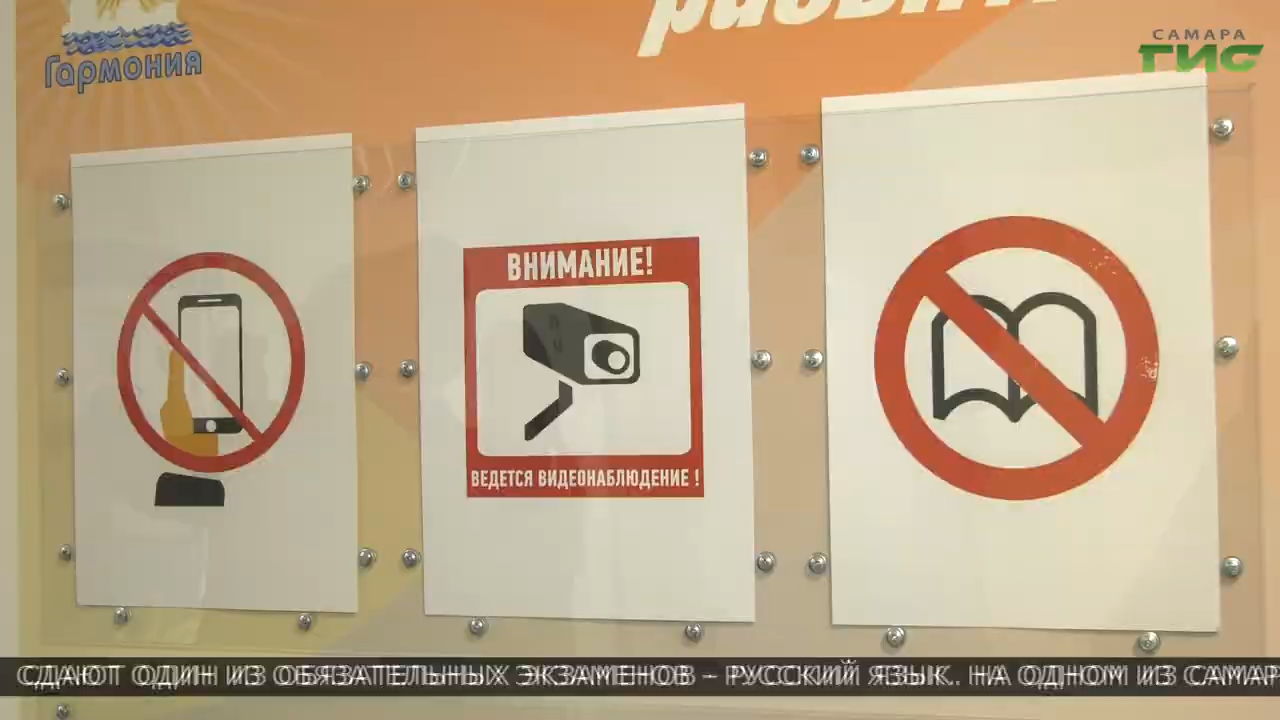 Гармония
САМАРА
ГИС
ВНИМАНИЕ!
ВЕДЕТСЯ ВИДЕОНАБЛЮДЕНИЕ !
СДАЮТ ОДИН ИЗ ОБЯЗАТЕЛЬНЫХ ЭКЗАМЕНОВ – РУССКИЙ ЯЗЫК. НА ОДНОМ ИЗ САМАР